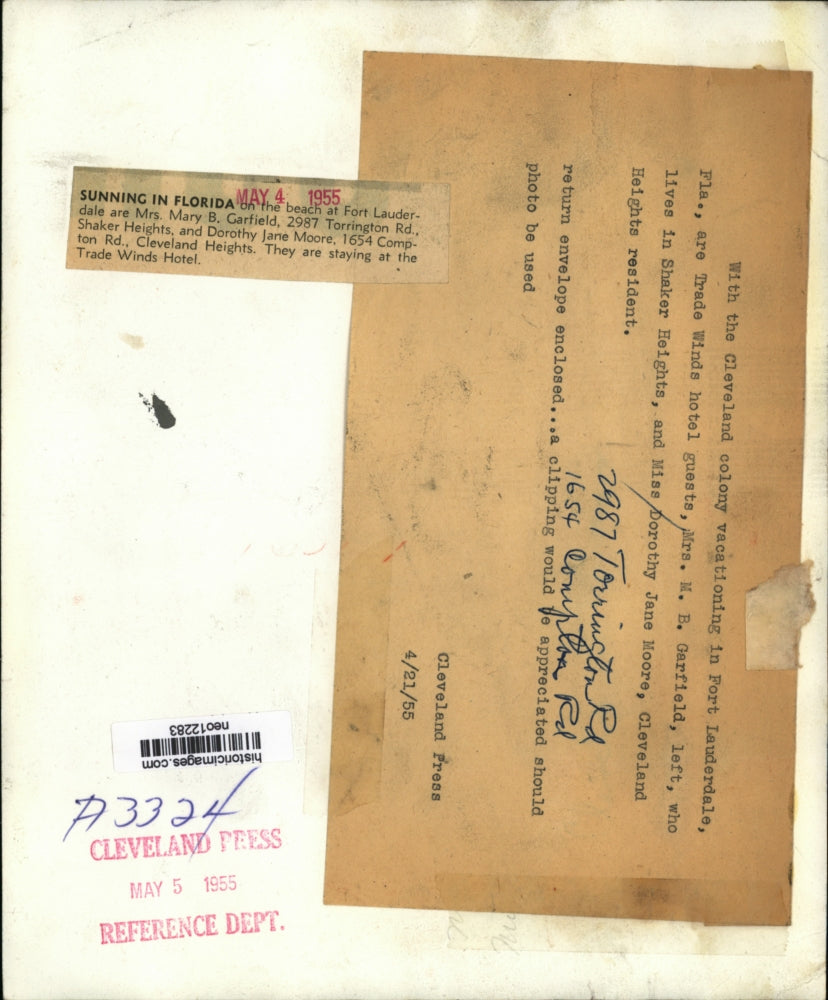 SUNNING IN FLORIDA on the beach at Fort Lauder-
dale are Mrs. Mary B. Garfield, 2987 Torrington Rd.,
Shaker Heights, and Dorothy Jane Moore, 1654 Comp-
ton Rd., Cleveland Heights. They are staying at the
Trade Winds Hotel.
MAY 4 1955
With the Cleveland colony vacationing in Fort Lauderdale,
Fla., are Trade Winds hotel guests, Mrs. M. B. Garfield, left, who
lives in Shaker Heights, and Miss Dorothy Jane Moore, Cleveland
Heights resident.
2987 Torrington Rd
1654 Compton Rd
return envelope enclosed...a clipping would be appreciated should
photo be used
Cleveland Press
4/21/55
historicimages.com
neo12283
A3324
CLEVELAND PRESS
MAY 5 1955
REFERENCE DEPT.